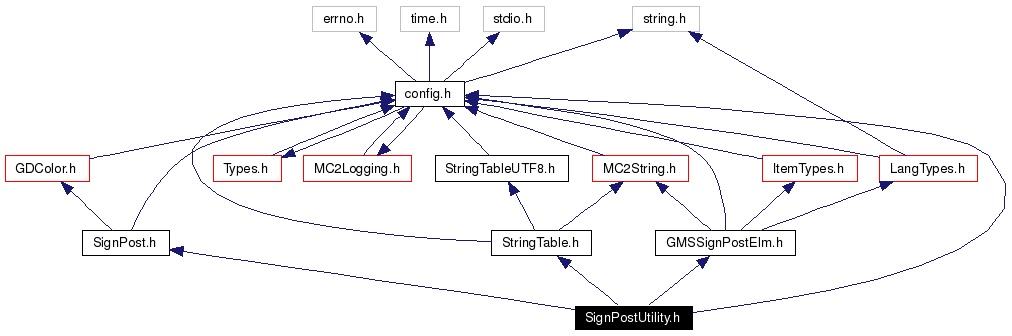 errno.h
time.h
stdio.h
string.h
config.h
GDColor.h
Types.h
MC2Logging.h
StringTableUTF8.h
MC2String.h
ItemTypes.h
LangTypes.h
SignPost.h
StringTable.h
GMSSignPostElm.h
SignPostUtility.h